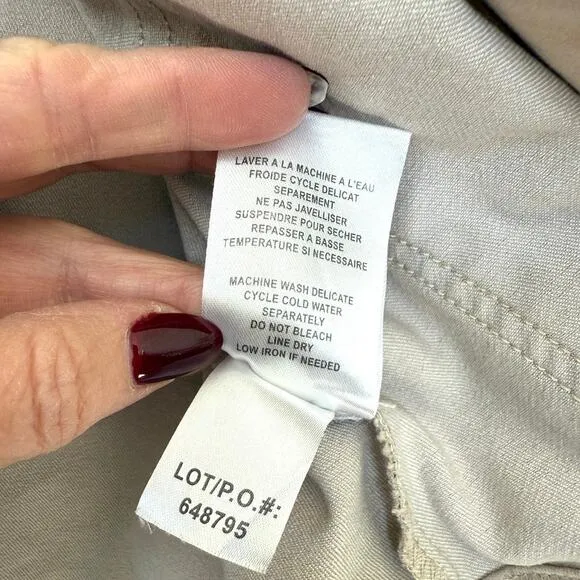 LAVER A LA MACHINE A L'EAU
FROIDE CYCLE DELICAT
SEPAREMENT
NE PAS JAVELLISER
SUSPENDRE POUR SECHER
REPASSER A BASSE
TEMPERATURE SI NECESSAIRE
MACHINE WASH DELICATE
CYCLE COLD WATER
SEPARATELY
DO NOT BLEACH
LINE DRY
LOW IRON IF NEEDED
LOT/P.O.#:
648795